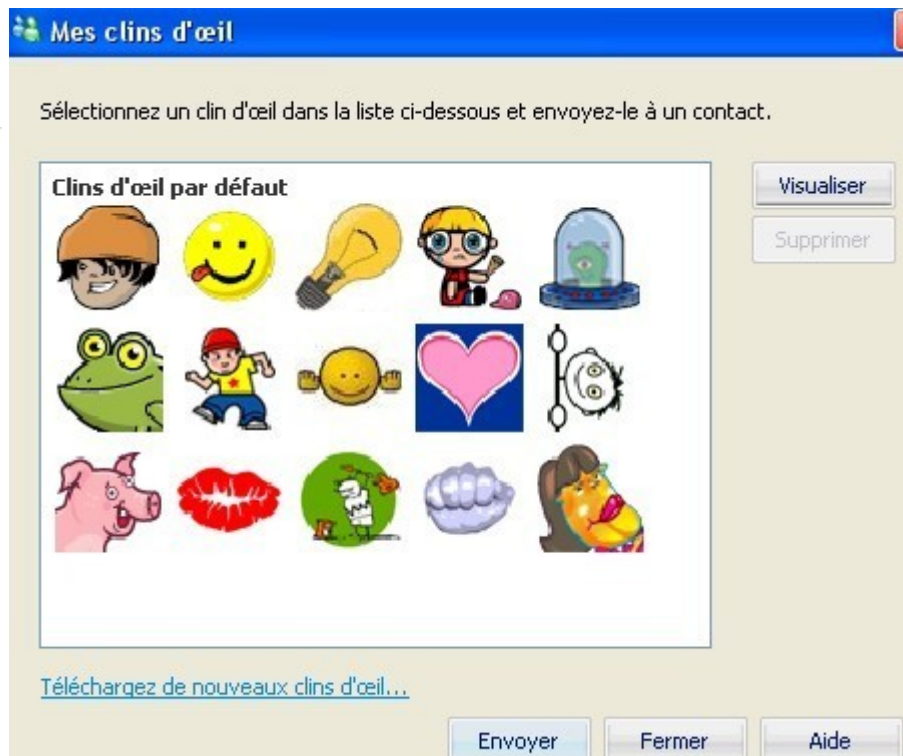 Mes clins d'œil
Sélectionnez un clin d'œil dans la liste ci-dessous et envoyez-le à un contact.
Clins d'œil par défaut
Visualiser
Supprimer
Téléchargez de nouveaux clins d'œil...
Envoyer
Fermer
Aide